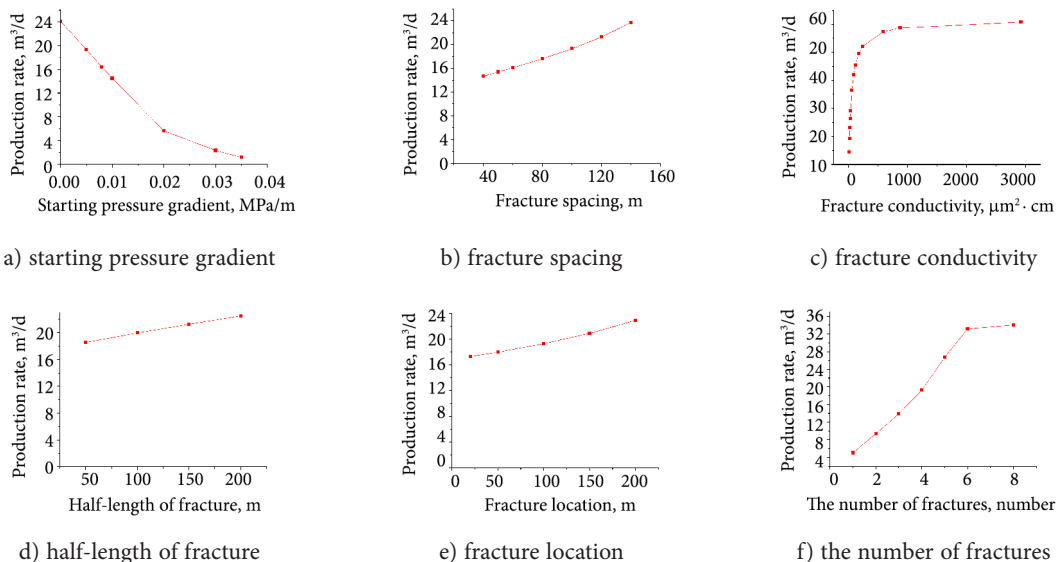 Production rate, m³/d
24
20
16
12
8
4
0
0.00 0.01 0.02 0.03 0.04
Starting pressure gradient, MPa/m
a) starting pressure gradient
Production rate, m³/d
24
20
16
12
8
4
0
40 80 120 160
Fracture spacing, m
b) fracture spacing
Production rate, m³/d
60
20
40
30
20
10
0 1000 2000 3000
Fracture conductivity, μm²· cm
c) fracture conductivity
Production rate, m³/d
20
16
12
8
4
0
50 100 150 200
Half-length of fracture, m
d) half-length of fracture
Production rate, m³/d
24
20
16
12
8
4
0
0 50 100 150 200
Fracture location, m
e) fracture location
Production rate, m³/d
36
32
28
24
20
16
12
8
4
0 2 4 6 8
The number of fractures, number
f) the number of fractures